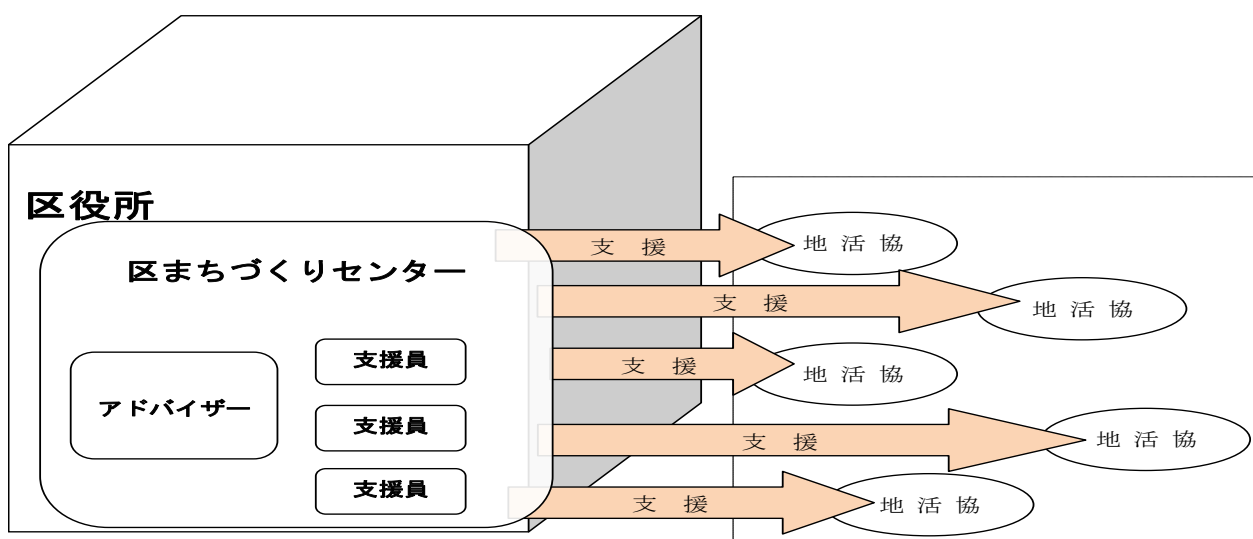 区役所
区まちづくりセンター
アドバイザー
支援員
支援員
支援員
支 援
地 活 協
支 援
地 活 協
支 援
地 活 協
支 援
地 活 協
支 援
地 活 協